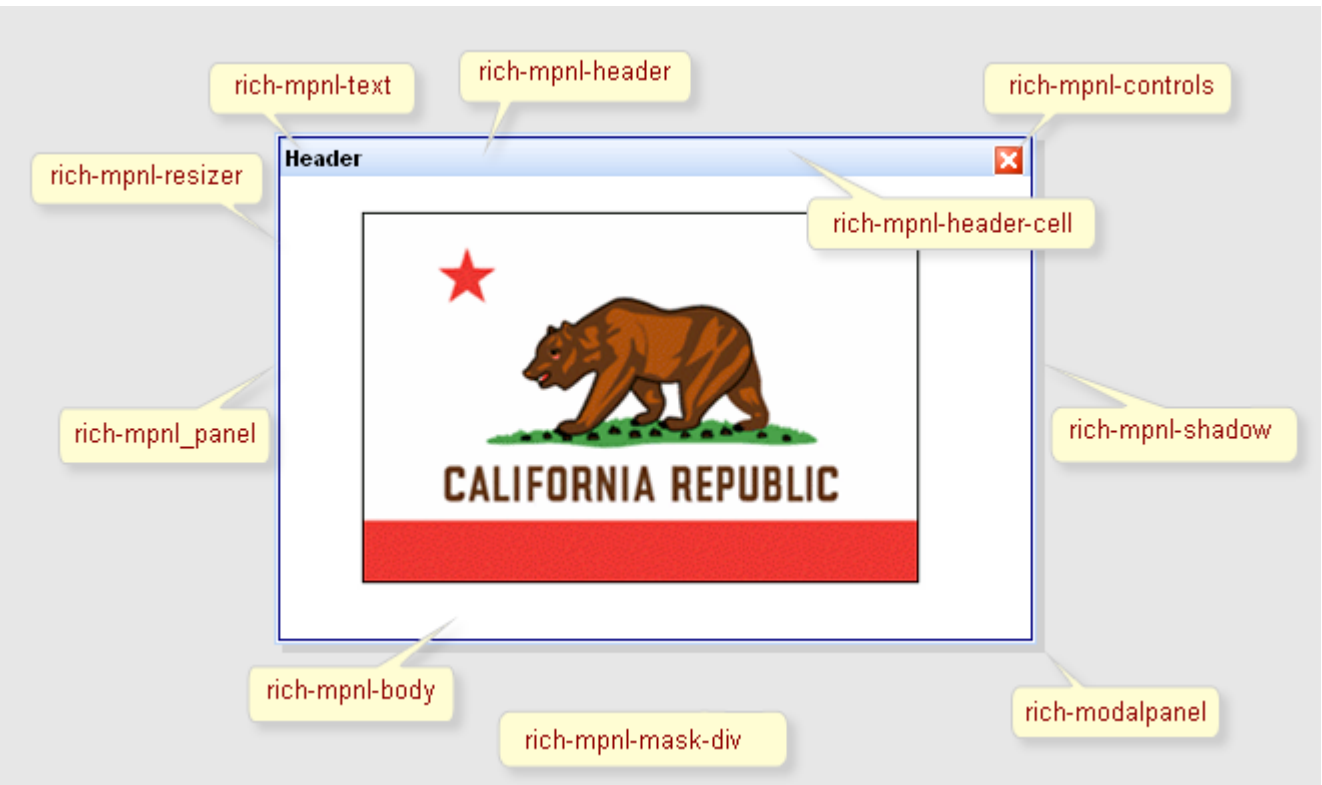 rich-mpnl-text
rich-mpnl-header
rich-mpnl-controls
Header
rich-mpnl-resizer
rich-mpnl-header-cell
CALIFORNIA REPUBLIC
rich-mpnl_panel
rich-mpnl-shadow
rich-mpnl-body
rich-modalpanel
rich-mpnl-mask-div